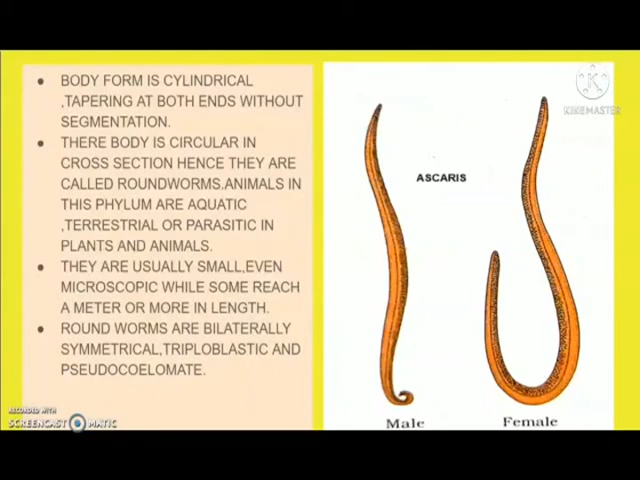 BODY FORM IS CYLINDRICAL
,TAPERING AT BOTH ENDS WITHOUT
SEGMENTATION.
THERE BODY IS CIRCULAR IN
CROSS SECTION HENCE THEY ARE
CALLED ROUNDWORMS.ANIMALS IN
THIS PHYLUM ARE AQUATIC
,TERRESTRIAL OR PARASITIC IN
PLANTS AND ANIMALS.
THEY ARE USUALLY SMALL,EVEN
MICROSCOPIC WHILE SOME REACH
A METER OR MORE IN LENGTH.
ROUND WORMS ARE BILATERALLY
SYMMETRICAL,TRIPLOBLASTIC AND
PSEUDOCOELOMATE.
KINEMASTER
ASCARIS
Male
Female
RECORDED WITH
SCREENCAST MATIC